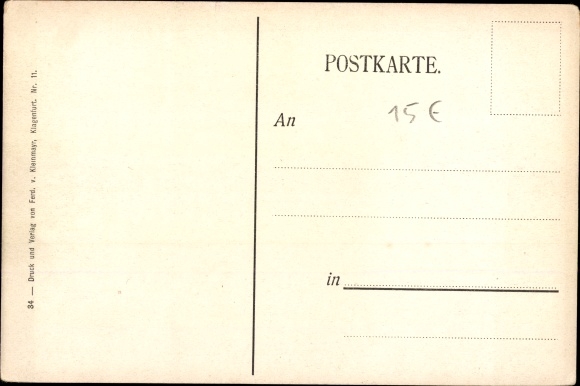 POSTKARTE.
15 €
An
in
34 — Druck und Verlag von Ferd. v. Kleinmayr, Klagenfurt. Nr. 11.